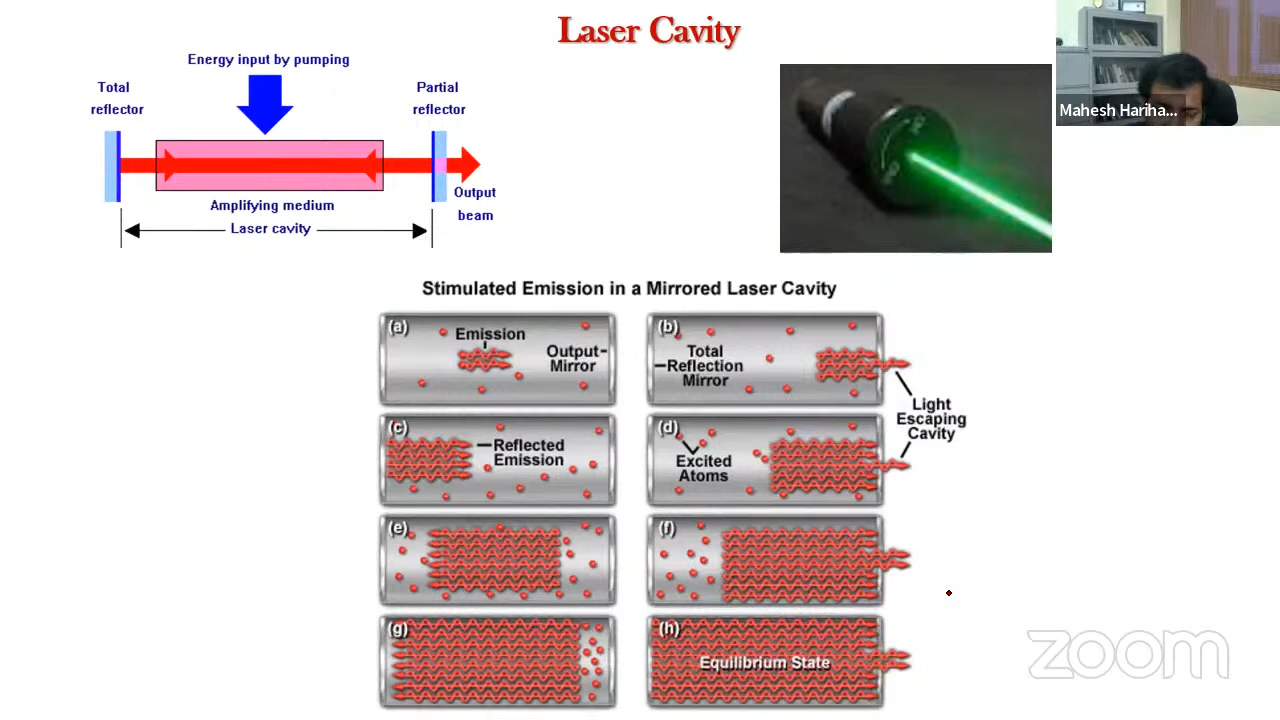 Laser Cavity
Energy input by pumping
Total
reflector
Partial
reflector
Output
beam
Amplifying medium
Laser cavity
Mahesh Hariha...
Stimulated Emission in a Mirrored Laser Cavity
(a)
Emission
Output
Mirror
(b)
Total
Reflection
Mirror
Light
Escaping
Cavity
(c)
Reflected
Emission
(d)
Excited
Atoms
(e)
(f)
(g)
(h)
Equilibrium State
zoom